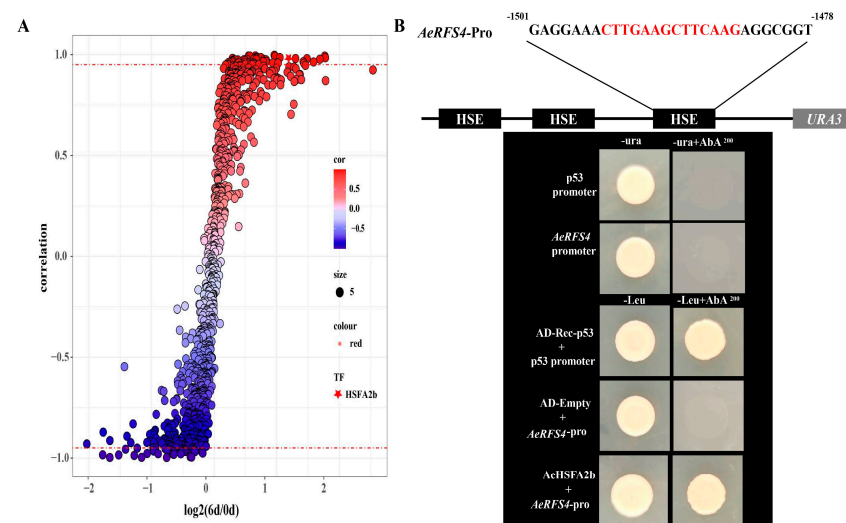 A
correlation
1.0
0.5
0.0
−0.5
−1.0
−2
−1
0
1
2
log2(6d/0d)
cor
0.5
0.0
−0.5
size
5
colour
red
TF
HSFA2b
B
AeRFS4-Pro
-1501
GAGGAAACTTGAAGCTTCAAGAGGCGGT
-1478
HSE
HSE
HSE
URA3
-ura
-ura+AbA 200
p53
promoter
AeRFS4
promoter
-Leu
-Leu+AbA 200
AD-Rec-p53
+
p53 promoter
AD-Empty
+
AeRFS4-pro
AcHSFA2b
+
AeRFS4-pro